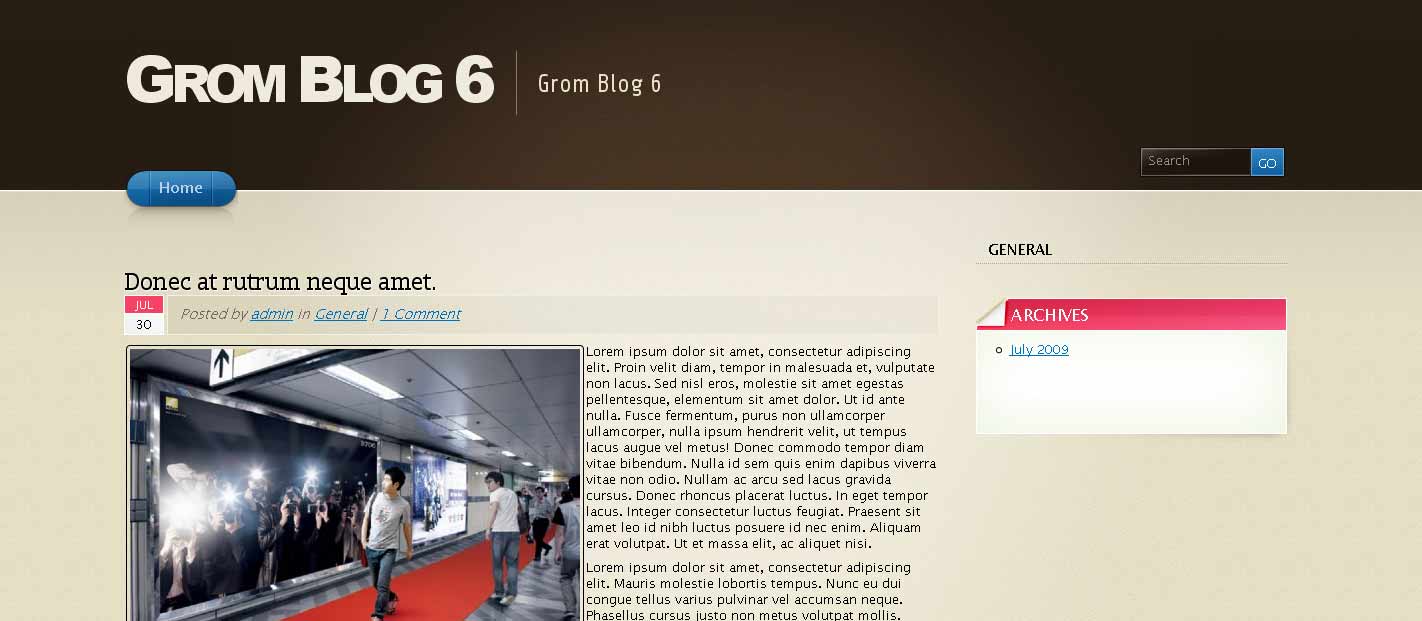 Grom Blog 6
Grom Blog 6
Search
GO
Home
Donec at rutrum neque amet.
JUL
30
Posted by admin in General | 1 Comment
Lorem ipsum dolor sit amet, consectetur adipiscing
elit. Proin velit diam, tempor in malesuada et, vulputate
non lacus. Sed nisl eros, molestie sit amet egestas
pellentesque, elementum sit amet dolor. Ut id ante
nulla. Fusce fermentum, purus non ullamcorper
ullamcorper, nulla ipsum hendrerit velit, ut tempus
lacus augue vel metus! Donec commodo tempor diam
vitae bibendum. Nulla id sem quis enim dapibus viverra
vitae non odio. Nullam ac arcu sed lacus gravida
cursus. Donec rhoncus placerat luctus. In eget tempor
lacus. Integer consectetur luctus feugiat. Praesent sit
amet leo id nibh luctus posuere id nec enim. Aliquam
erat volutpat. Ut et massa elit, ac aliquet nisi.
Lorem ipsum dolor sit amet, consectetur adipiscing
elit. Mauris molestie lobortis tempus. Nunc eu dui
congue tellus varius pulvinar vel accumsan neque.
Phasellus cursus justo non metus volutpat mollis.
GENERAL
ARCHIVES
July 2009